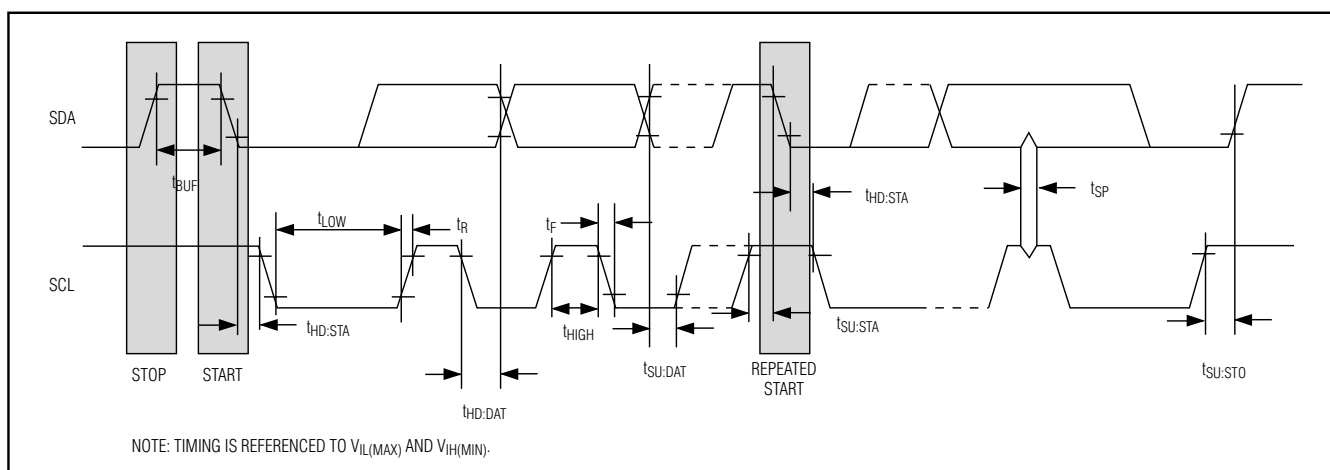 SDA
tBUF
tLOW
tR
tF
tHD:STA
tSP
SCL
tHD:STA
tHIGH
tSU:STA
tSU:DAT
tSU:STO
STOP
START
REPEATED
START
tHD:DAT
NOTE: TIMING IS REFERENCED TO VIL(MAX) AND VIH(MIN).